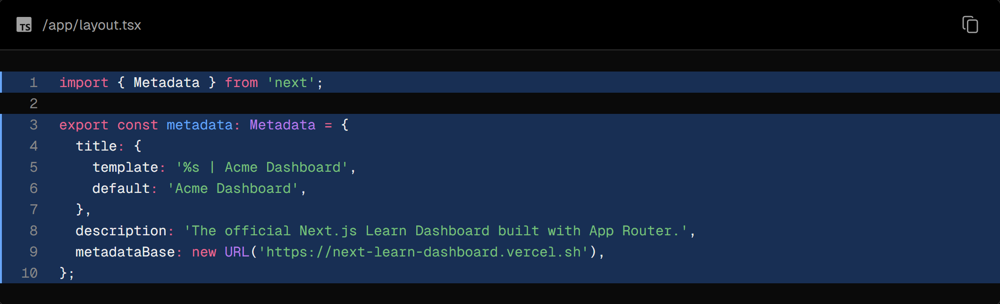 TS /app/layout.tsx
1 import { Metadata } from 'next';
2
3 export const metadata: Metadata = {
4   title: {
5     template: '%s | Acme Dashboard',
6     default: 'Acme Dashboard',
7   },
8   description: 'The official Next.js Learn Dashboard built with App Router.',
9   metadataBase: new URL('https://next-learn-dashboard.vercel.sh'),
10 };